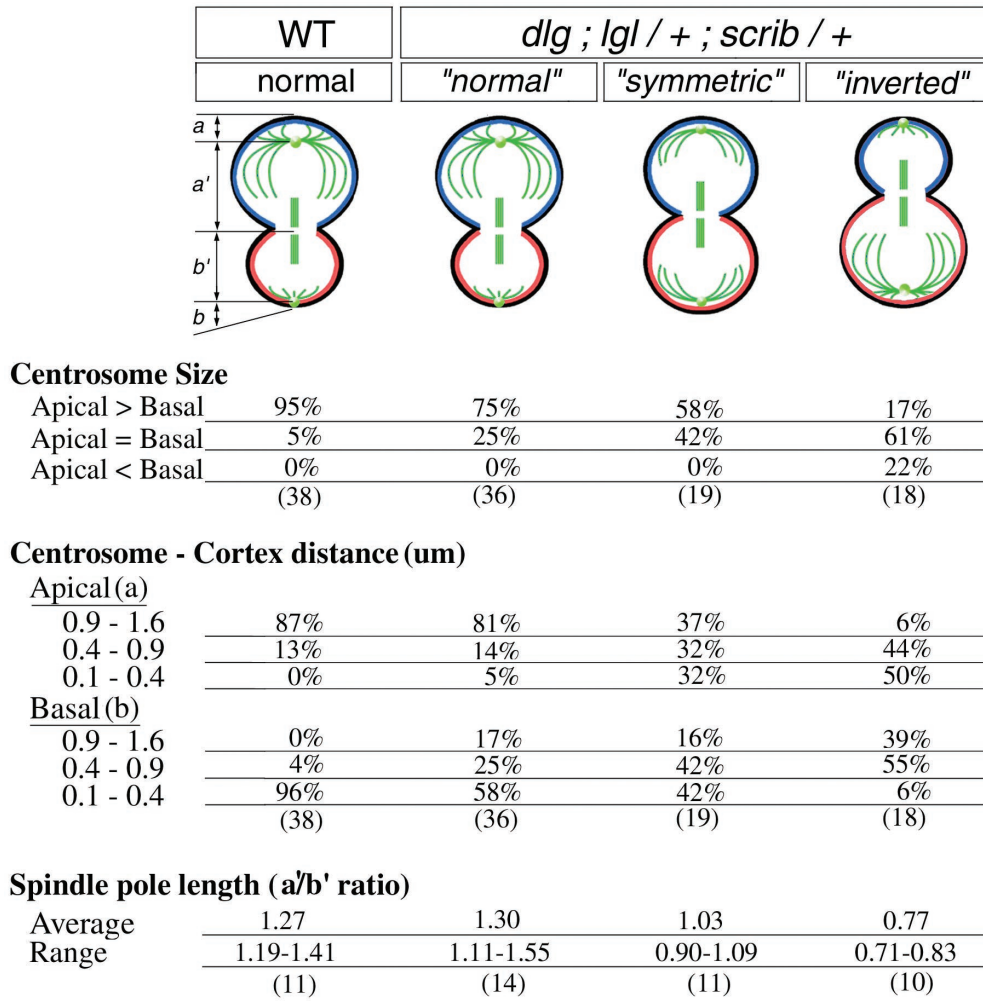 WT dlg ; lgl / + ; scrib / +
normal "normal" "symmetric" "inverted"
a
a'
b'
b
Centrosome Size
Apical > Basal 95% 75% 58% 17%
Apical = Basal 5% 25% 42% 61%
Apical < Basal 0% 0% 0% 22%
(38) (36) (19) (18)
Centrosome - Cortex distance (um)
Apical (a)
0.9 - 1.6 87% 81% 37% 6%
0.4 - 0.9 13% 14% 32% 44%
0.1 - 0.4 0% 5% 32% 50%
Basal (b)
0.9 - 1.6 0% 17% 16% 39%
0.4 - 0.9 4% 25% 42% 55%
0.1 - 0.4 96% 58% 42% 6%
(38) (36) (19) (18)
Spindle pole length (a'/b' ratio)
Average 1.27 1.30 1.03 0.77
Range 1.19-1.41 1.11-1.55 0.90-1.09 0.71-0.83
(11) (14) (11) (10)